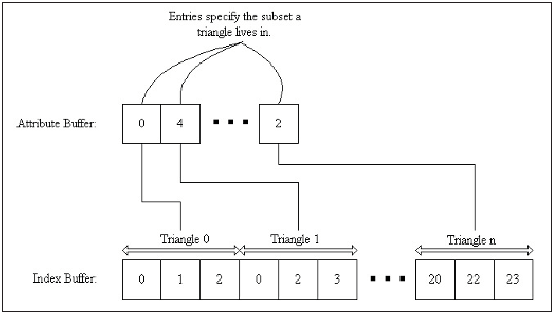 Entries specify the subset a
triangle lives in.
Attribute Buffer: 0 4 2
Triangle 0 Triangle 1 Triangle n
Index Buffer: 0 1 2 0 2 3 20 22 23